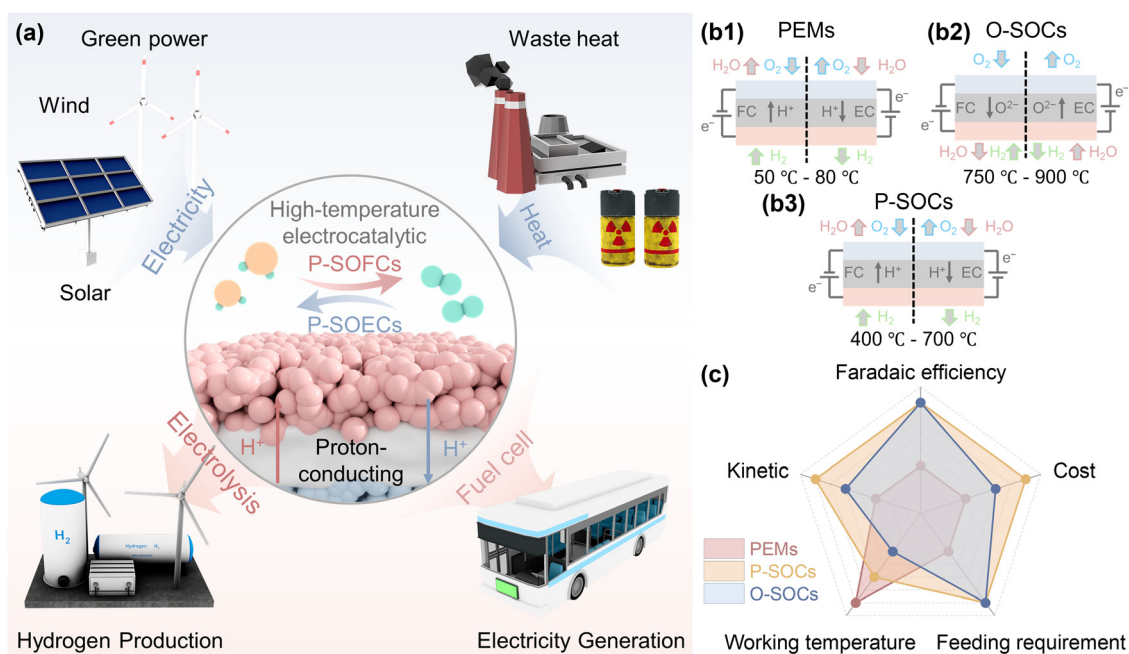 (a)
Green power
Waste heat
Wind
Solar
Electricity
Heat
High-temperature
electrocatalytic
P-SOFCs
P-SOECs
H⁺
Proton-
conducting
H⁺
Electrolysis
Fuel cell
H₂
Hydrogen H₂
Hydrogen Production
Electricity Generation
(b1)
PEMs
H₂O O₂ O₂ H₂O
e⁻ FC H⁺ H⁺ EC e⁻
H₂ H₂
50 ℃ - 80 ℃
(b2)
O-SOCs
O₂ O₂
e⁻ FC O²⁻ O²⁻ EC e⁻
H₂O H₂ H₂ H₂O
750 ℃ - 900 ℃
(b3)
P-SOCs
H₂O O₂ O₂ H₂O
e⁻ FC H⁺ H⁺ EC e⁻
H₂ H₂
400 ℃ - 700 ℃
(c)
Faradaic efficiency
Kinetic
Cost
PEMs
P-SOCs
O-SOCs
Working temperature
Feeding requirement